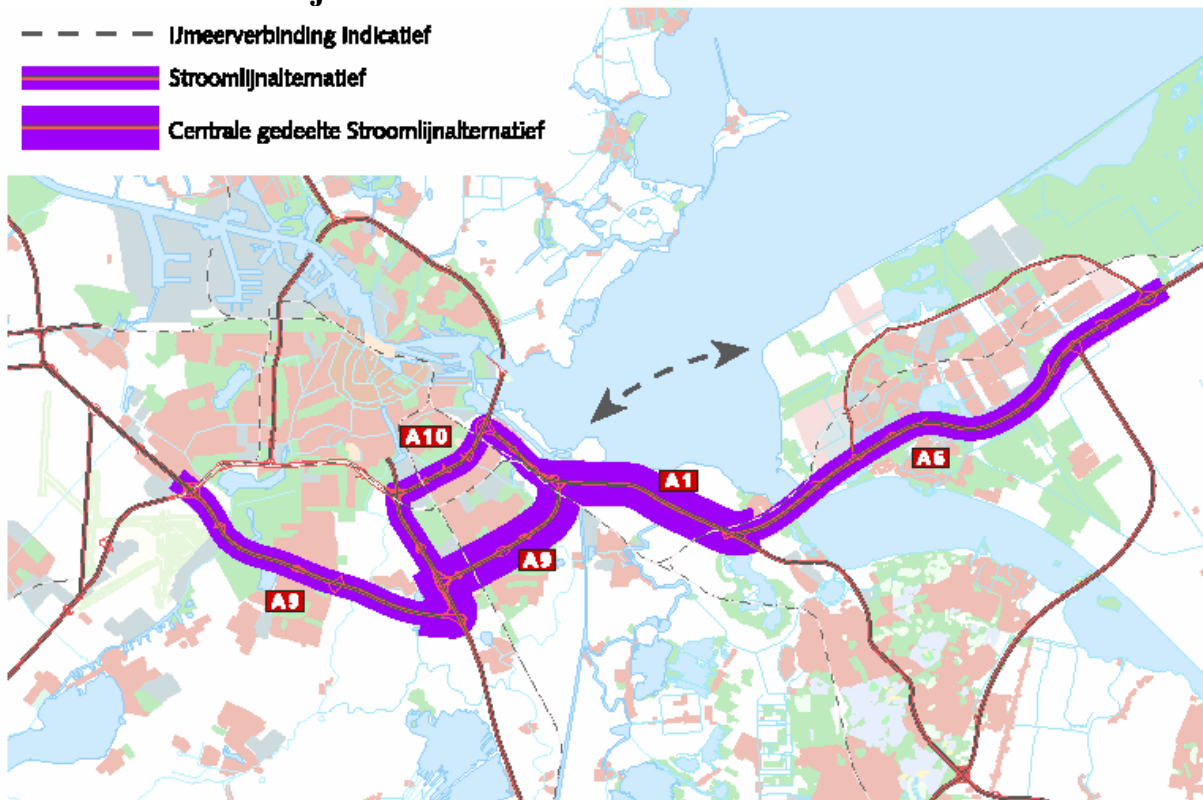 IJmeerverbinding Indicatief
Stroomlijnalternatief
Centrale gedeelte Stroomlijnalternatief
A10
A1
A6
A9
A9